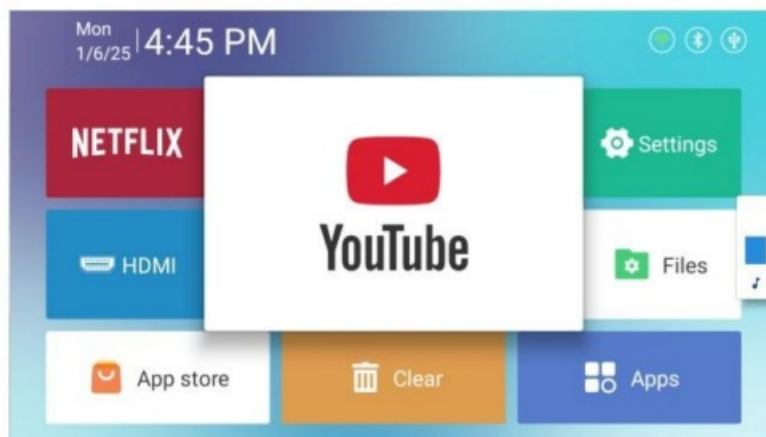 Mon
1/6/25
4:45 PM
NETFLIX
YouTube
Settings
HDMI
Files
App store
Clear
Apps